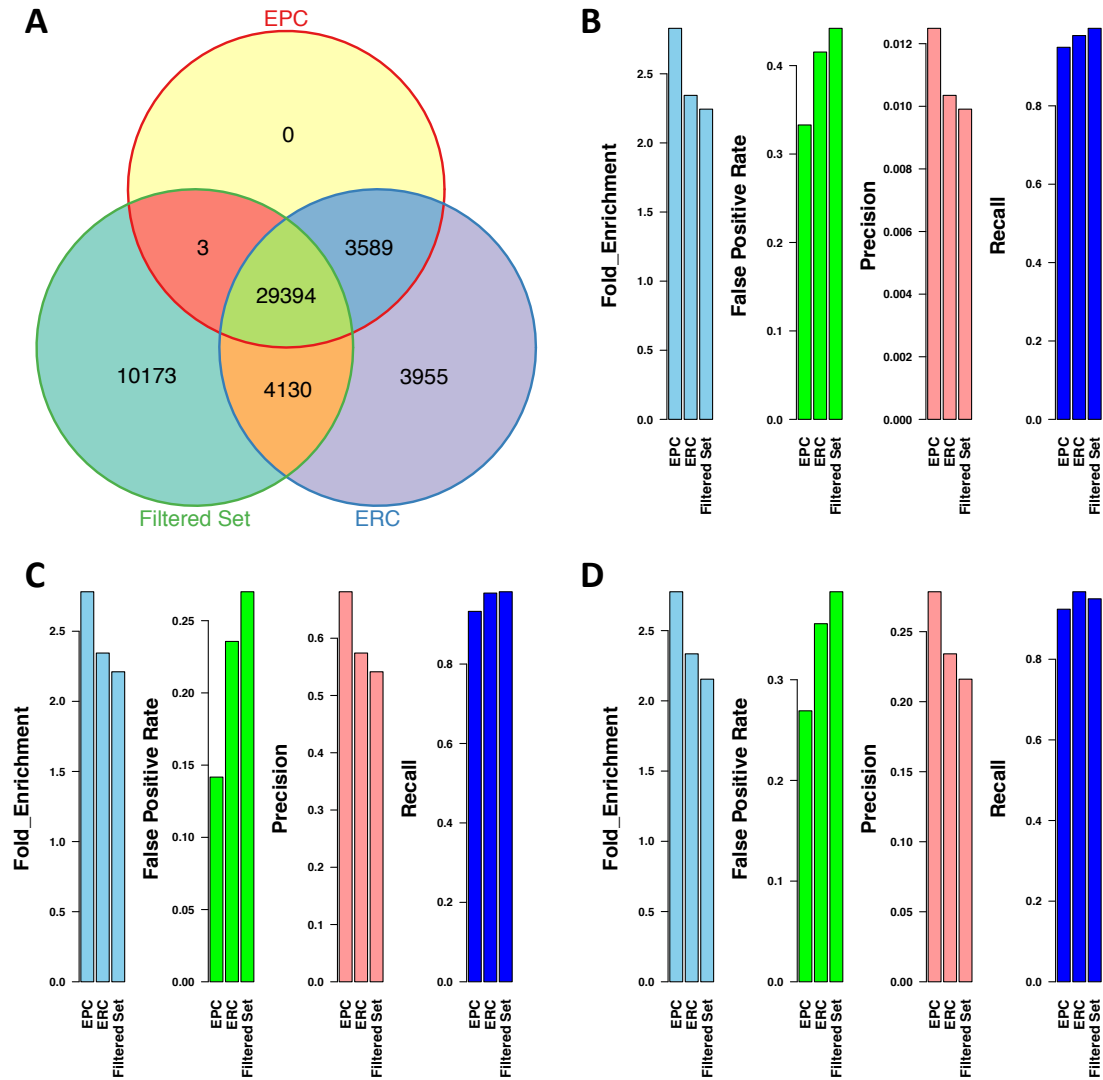 A
EPC
0
3
3589
29394
10173
4130
3955
Filtered Set
ERC
B
Fold_Enrichment
0.0
0.5
1.0
1.5
2.0
2.5
EPC
ERC
Filtered Set
False Positive Rate
0.0
0.1
0.2
0.3
0.4
EPC
ERC
Filtered Set
Precision
0.000
0.002
0.004
0.006
0.008
0.010
0.012
EPC
ERC
Filtered Set
Recall
0.0
0.2
0.4
0.6
0.8
EPC
ERC
Filtered Set
C
Fold_Enrichment
0.0
0.5
1.0
1.5
2.0
2.5
EPC
ERC
Filtered Set
False Positive Rate
0.00
0.05
0.10
0.15
0.20
0.25
EPC
ERC
Filtered Set
Precision
0.0
0.1
0.2
0.3
0.4
0.5
0.6
EPC
ERC
Filtered Set
Recall
0.0
0.2
0.4
0.6
0.8
EPC
ERC
Filtered Set
D
Fold_Enrichment
0.0
0.5
1.0
1.5
2.0
2.5
EPC
ERC
Filtered Set
False Positive Rate
0.0
0.1
0.2
0.3
EPC
ERC
Filtered Set
Precision
0.00
0.05
0.10
0.15
0.20
0.25
EPC
ERC
Filtered Set
Recall
0.0
0.2
0.4
0.6
0.8
EPC
ERC
Filtered Set